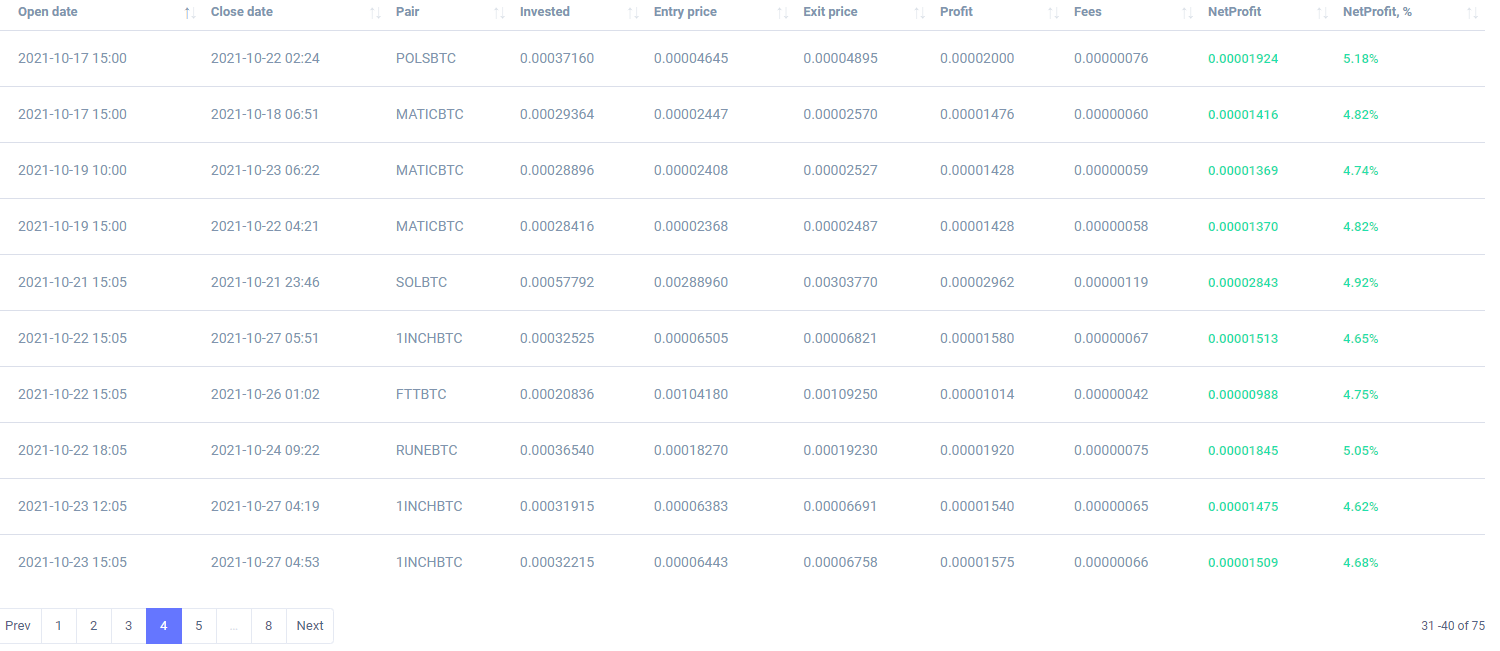 Open date Close date Pair Invested Entry price Exit price Profit Fees NetProfit NetProfit, %
2021-10-17 15:00 2021-10-22 02:24 POLSBTC 0.00037160 0.00004645 0.00004895 0.00002000 0.00000076 0.00001924 5.18%
2021-10-17 15:00 2021-10-18 06:51 MATICBTC 0.00029364 0.00002447 0.00002570 0.00001476 0.00000060 0.00001416 4.82%
2021-10-19 10:00 2021-10-23 06:22 MATICBTC 0.00028896 0.00002408 0.00002527 0.00001428 0.00000059 0.00001369 4.74%
2021-10-19 15:00 2021-10-22 04:21 MATICBTC 0.00028416 0.00002368 0.00002487 0.00001428 0.00000058 0.00001370 4.82%
2021-10-21 15:05 2021-10-21 23:46 SOLBTC 0.00057792 0.00288960 0.00303770 0.00002962 0.00000119 0.00002843 4.92%
2021-10-22 15:05 2021-10-27 05:51 1INCHBTC 0.00032525 0.00006505 0.00006821 0.00001580 0.00000067 0.00001513 4.65%
2021-10-22 15:05 2021-10-26 01:02 FTTBTC 0.00020836 0.00104180 0.00109250 0.00001014 0.00000042 0.00000988 4.75%
2021-10-22 18:05 2021-10-24 09:22 RUNEBTC 0.00036540 0.00018270 0.00019230 0.00001920 0.00000075 0.00001845 5.05%
2021-10-23 12:05 2021-10-27 04:19 1INCHBTC 0.00031915 0.00006383 0.00006691 0.00001540 0.00000065 0.00001475 4.62%
2021-10-23 15:05 2021-10-27 04:53 1INCHBTC 0.00032215 0.00006443 0.00006758 0.00001575 0.00000066 0.00001509 4.68%
Prev 1 2 3 4 5 ... 8 Next 31 -40 of 75